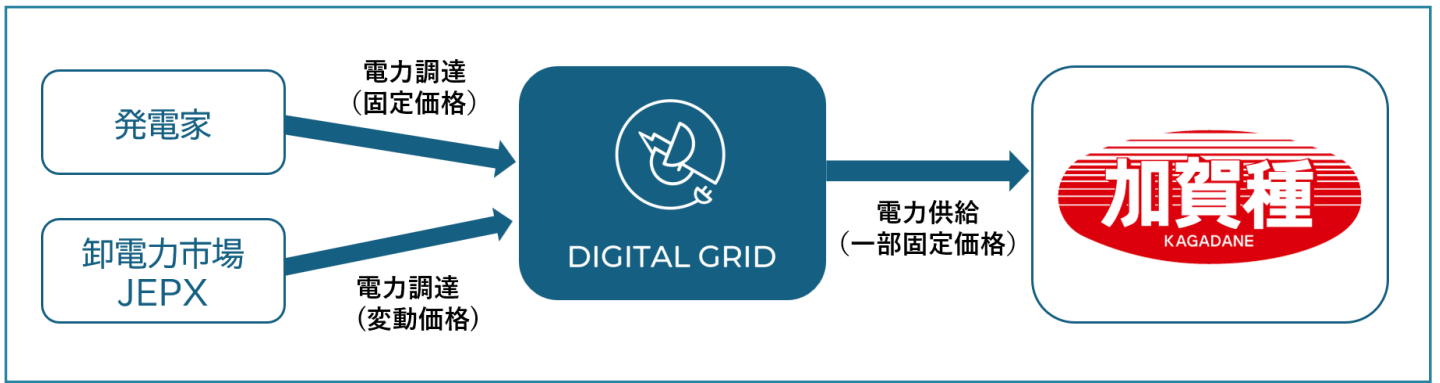 発電家
電力調達
（固定価格）
卸電力市場
JEPX
電力調達
（変動価格）
DIGITAL GRID
電力供給
（一部固定価格）
加賀種
KAGADANE